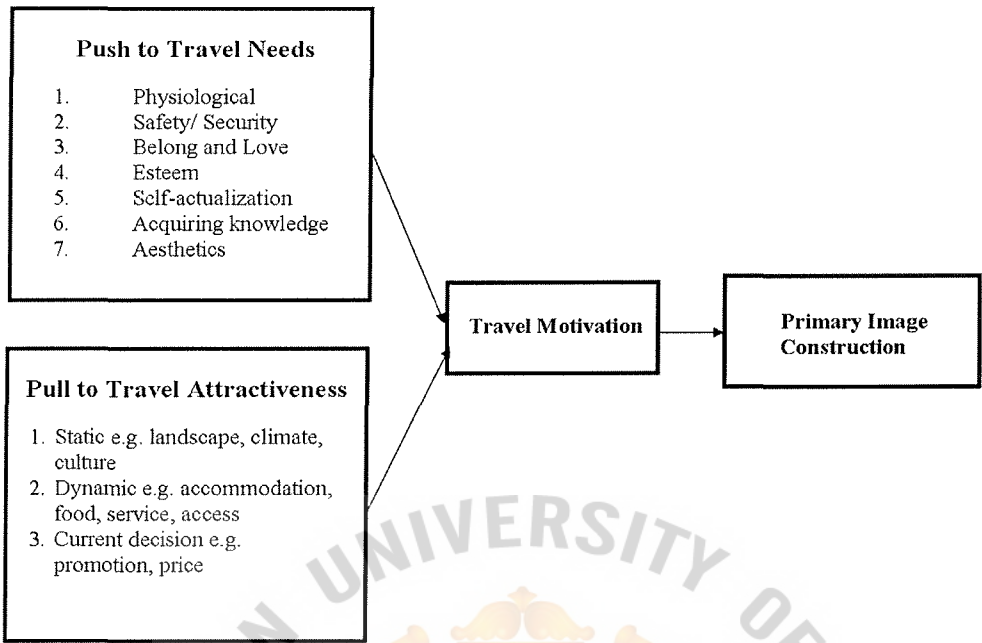 Push to Travel Needs
1. Physiological
2. Safety/ Security
3. Belong and Love
4. Esteem
5. Self-actualization
6. Acquiring knowledge
7. Aesthetics
Travel Motivation
Primary Image
Construction
Pull to Travel Attractiveness
1. Static e.g. landscape, climate,
culture
2. Dynamic e.g. accommodation,
food, service, access
3. Current decision e.g.
promotion, price
UNIVERSITY